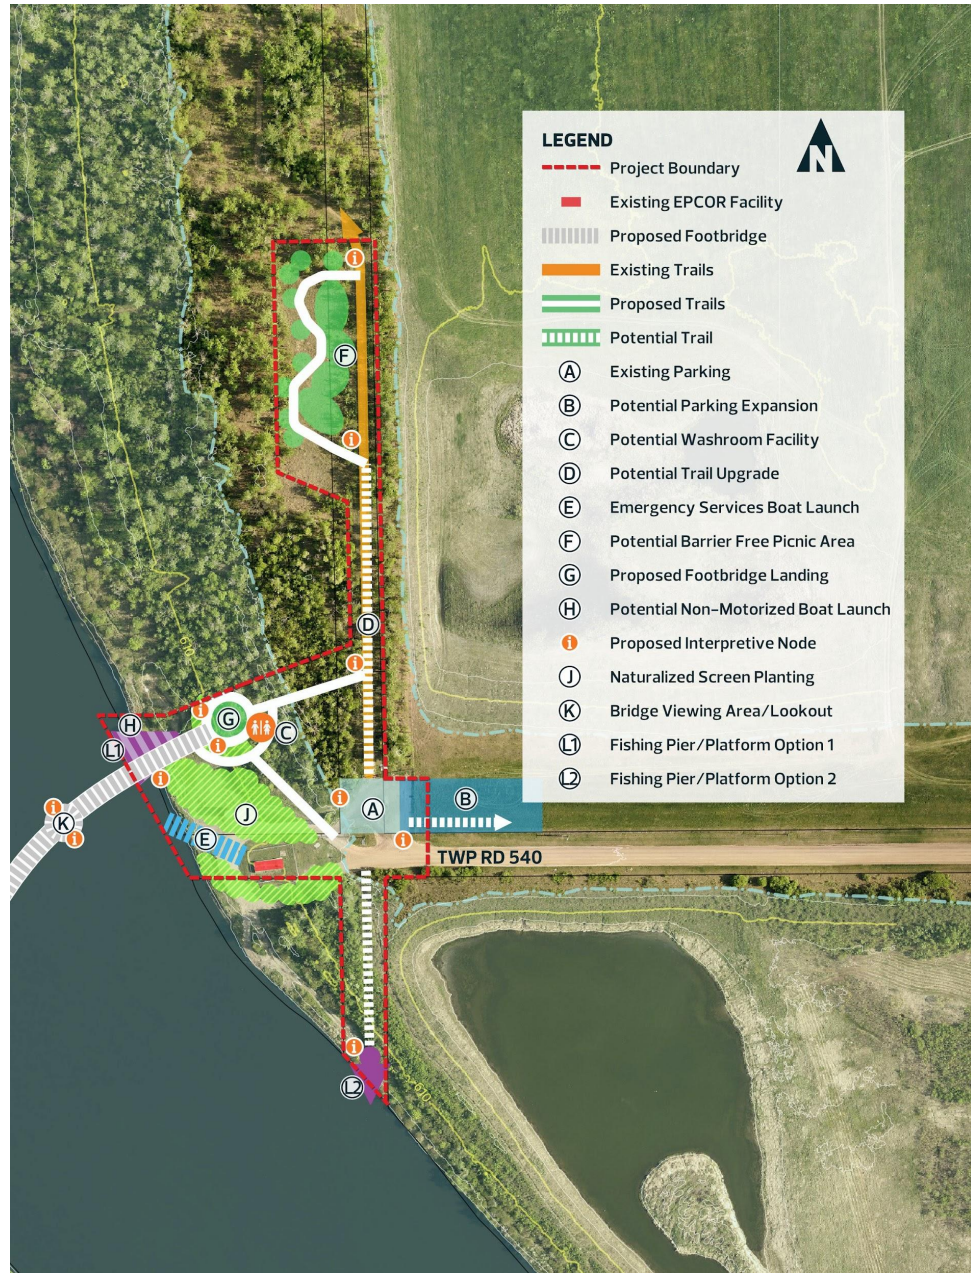 LEGEND
N
Project Boundary
Existing EPCOR Facility
Proposed Footbridge
Existing Trails
Proposed Trails
Potential Trail
A Existing Parking
B Potential Parking Expansion
C Potential Washroom Facility
D Potential Trail Upgrade
E Emergency Services Boat Launch
F Potential Barrier Free Picnic Area
G Proposed Footbridge Landing
H Potential Non-Motorized Boat Launch
i Proposed Interpretive Node
J Naturalized Screen Planting
K Bridge Viewing Area/Lookout
L1 Fishing Pier/Platform Option 1
L2 Fishing Pier/Platform Option 2
i
F
i
D
610
i
i
G
H
C
i
L1
i
i
A
B
i
K
i
J
E
i
TWP RD 540
i
L2
610